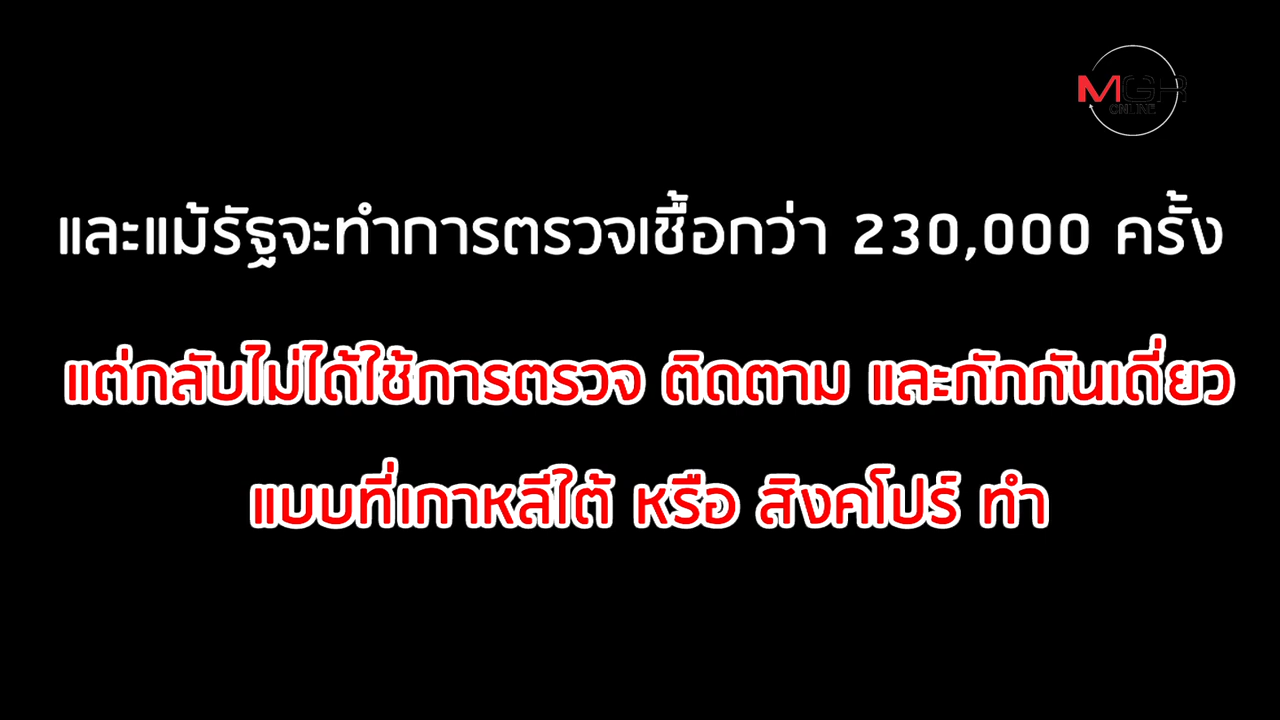 MGR
ONLINE
และแม้รัฐจะทำการตรวจเชื้อกว่า 230,000 ครั้ง
แต่กลับไม่ได้ใช้การตรวจ ติดตาม และกักกันเดี่ยว
แบบที่เกาหลีใต้ หรือ สิงคโปร์ ทำ